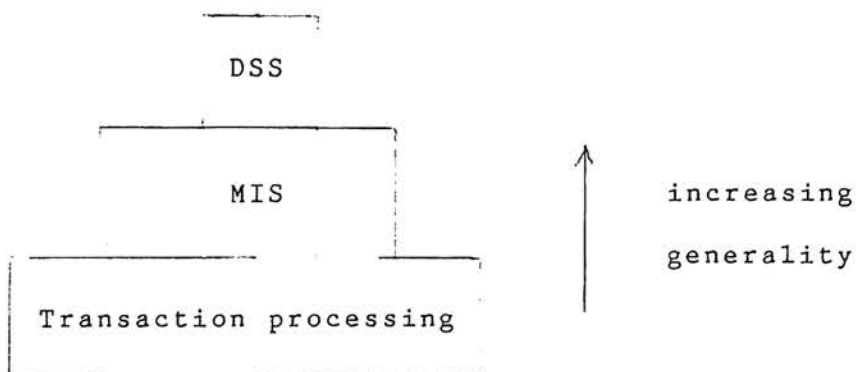 DSS
MIS
increasing
generality
Transaction processing